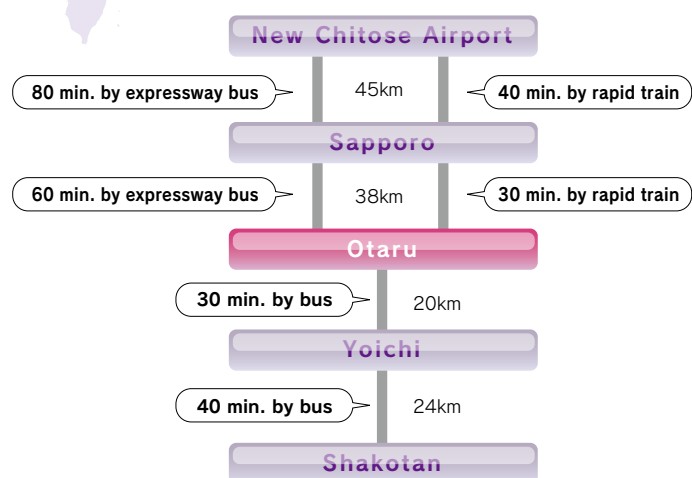 New Chitose Airport
80 min. by expressway bus
45km
40 min. by rapid train
Sapporo
60 min. by expressway bus
38km
30 min. by rapid train
Otaru
30 min. by bus
20km
Yoichi
40 min. by bus
24km
Shakotan